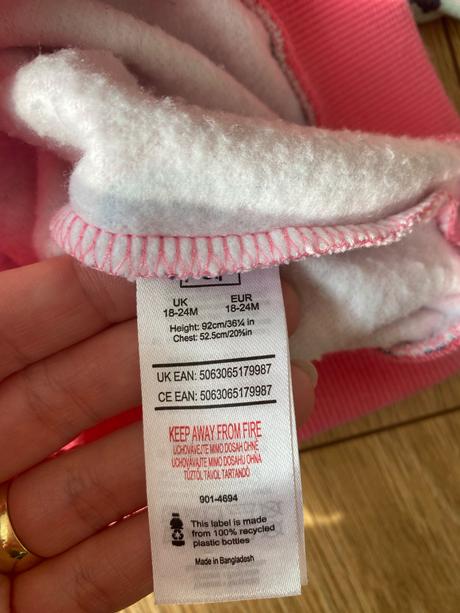 UK EUR
18-24M 18-24M
Height: 92cm/36¼ in
Chest: 52.5cm/20¾in
UK EAN: 5063065179987
CE EAN: 5063065179987
KEEP AWAY FROM FIRE
UCHOVÁVEJTE MIMO DOSAH OHNĚ
UCHOVÁVAJTE MIMO DOSAHU OHŇA
TŰZTŐL TÁVOL TARTANDÓ
901-4694
This label is made
from 100% recycled
plastic bottles
Made in Bangladesh